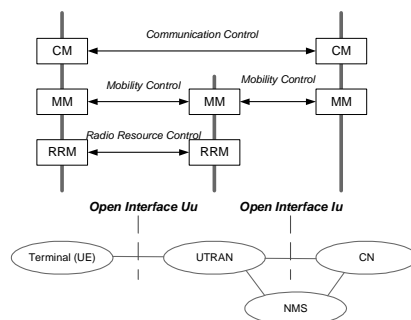 Communication Control
CM CM
Mobility Control Mobility Control
MM MM MM
Radio Resource Control
RRM RRM
Open Interface Uu Open Interface Iu
Terminal (UE) UTRAN CN
NMS